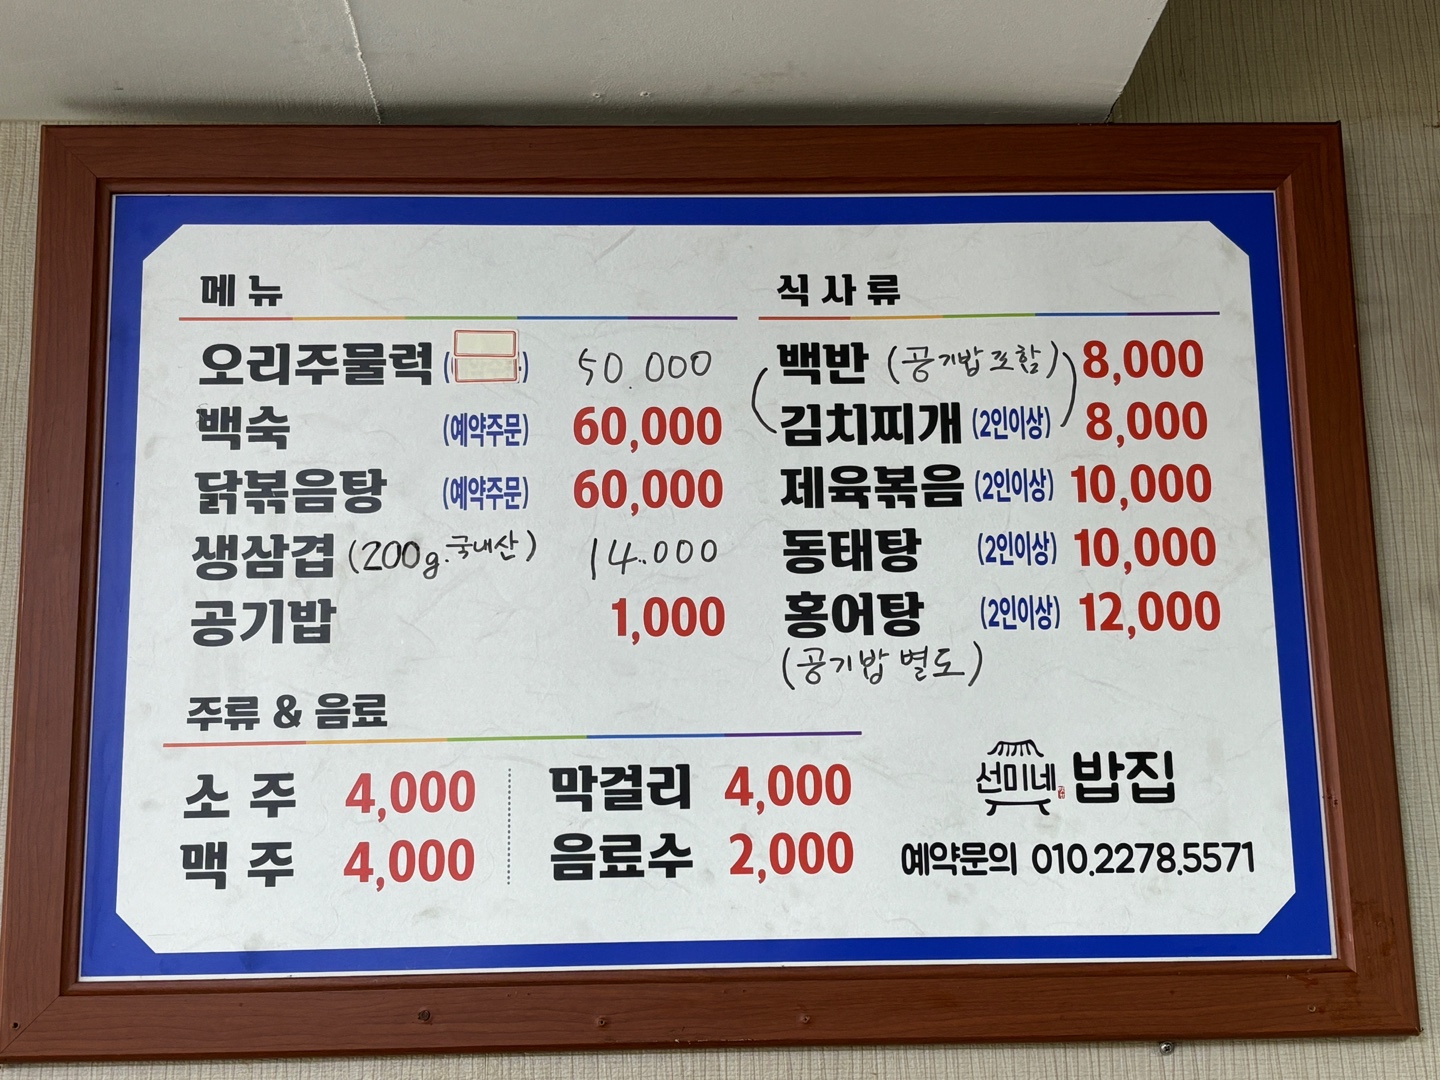 메뉴
오리주물럭 ( ) 50.000
백숙 (예약주문) 60,000
닭볶음탕 (예약주문) 60,000
생삼겹 (200g.국내산) 14.000
공기밥 1,000
식사류
백반 (공기밥포함) 8,000
김치찌개 (2인이상) 8,000
제육볶음 (2인이상) 10,000
동태탕 (2인이상) 10,000
홍어탕 (2인이상) 12,000
(공기밥 별도)
주류 & 음료
소주 4,000
맥주 4,000
막걸리 4,000
음료수 2,000
선미네 밥집
예약문의 010.2278.5571